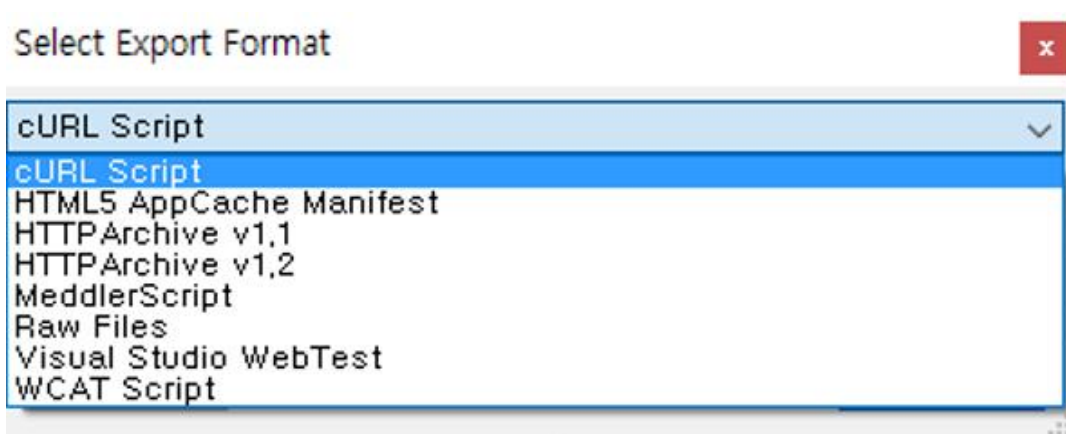 Select Export Format
x
cURL Script
cURL Script
HTML5 AppCache Manifest
HTTPArchive v1,1
HTTPArchive v1,2
MeddlerScript
Raw Files
Visual Studio WebTest
WCAT Script